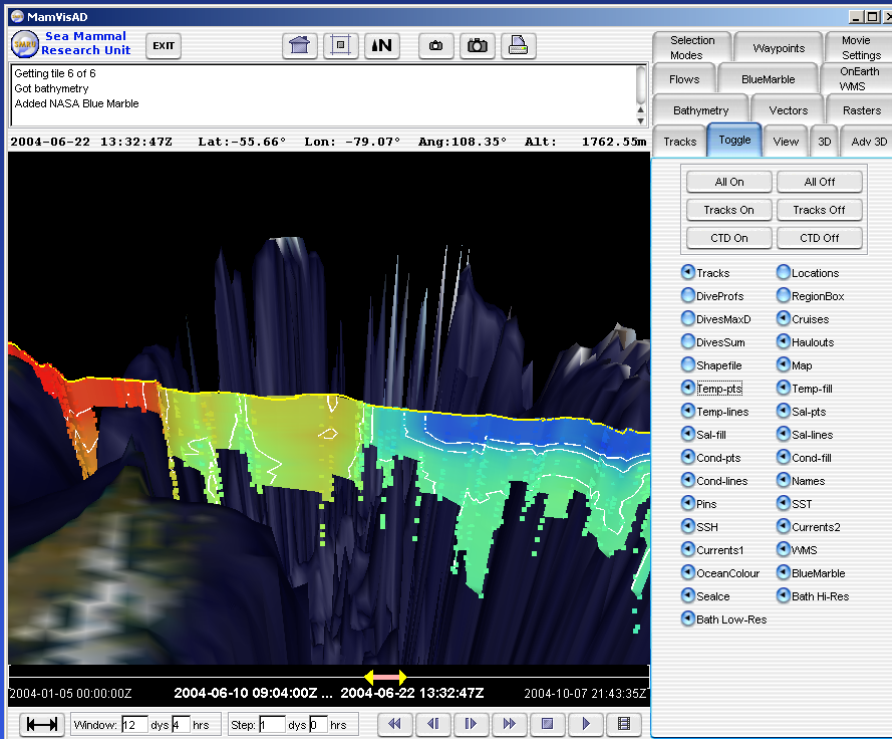 MamVisAD
SMRU
Sea Mammal
Research Unit
EXIT
N
Getting tile 6 of 6
Got bathymetry
Added NASA Blue Marble
2004-06-22 13:32:47Z Lat:-55.66° Lon: -79.07° Ang:108.35° Alt: 1762.55m
Selection Modes Waypoints Movie Settings
Flows BlueMarble OnEarth WMS
Bathymetry Vectors Rasters
Tracks Toggle View 3D Adv 3D
All On All Off
Tracks On Tracks Off
CTD On CTD Off
Tracks Locations
DiveProfs RegionBox
DivesMaxD Cruises
DivesSum Haulouts
Shapefile Map
Temp-pts Temp-fill
Temp-lines Sal-pts
Sal-fill Sal-lines
Cond-pts Cond-fill
Cond-lines Names
Pins SST
SSH Currents2
Currents1 WMS
OceanColour BlueMarble
SeaIce Bath Hi-Res
Bath Low-Res
2004-01-05 00:00:00Z 2004-06-10 09:04:00Z ... 2004-06-22 13:32:47Z 2004-10-07 21:43:35Z
Window: 12 dys 4 hrs Step: 1 dys 0 hrs